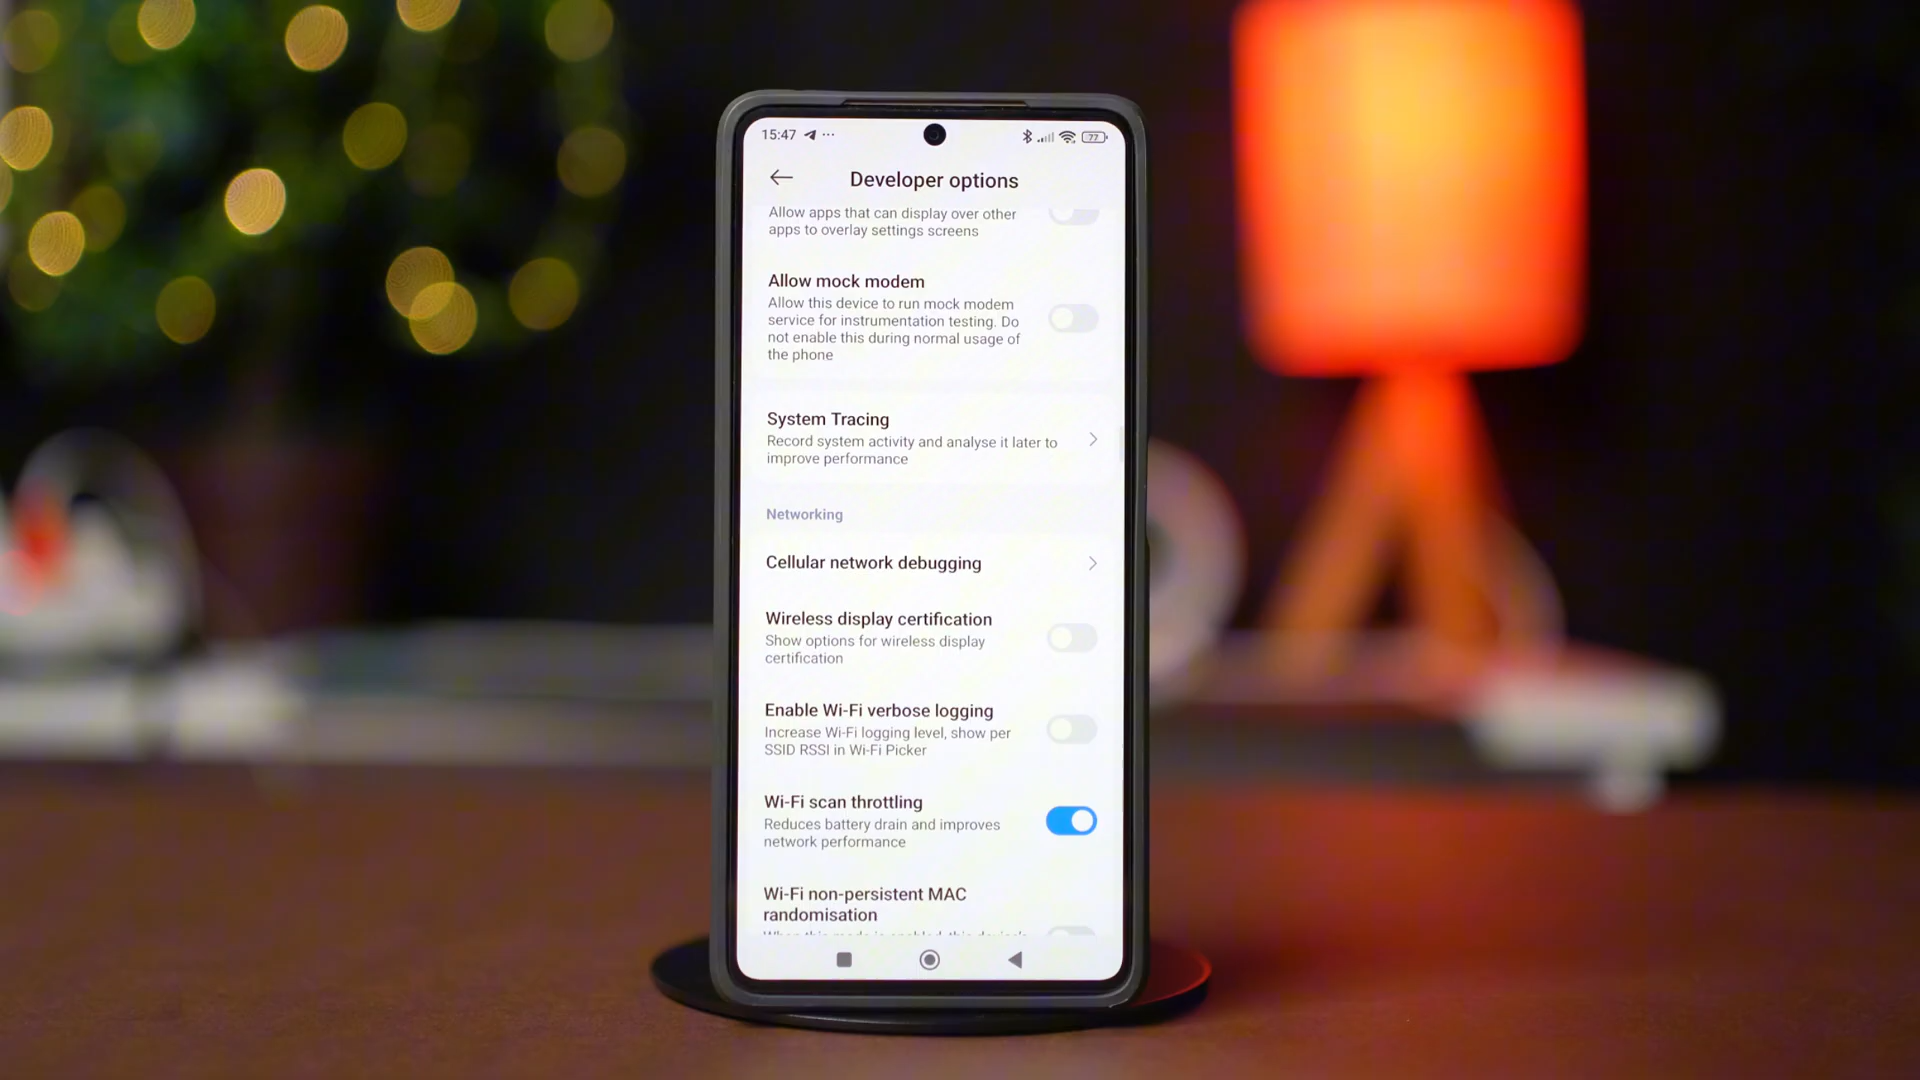 15:47
77
Developer options
Allow apps that can display over other
apps to overlay settings screens
Allow mock modem
Allow this device to run mock modem
service for instrumentation testing. Do
not enable this during normal usage of
the phone
System Tracing
Record system activity and analyse it later to
improve performance
Networking
Cellular network debugging
Wireless display certification
Show options for wireless display
certification
Enable Wi-Fi verbose logging
Increase Wi-Fi logging level, show per
SSID RSSI in Wi-Fi Picker
Wi-Fi scan throttling
Reduces battery drain and improves
network performance
Wi-Fi non-persistent MAC
randomisation